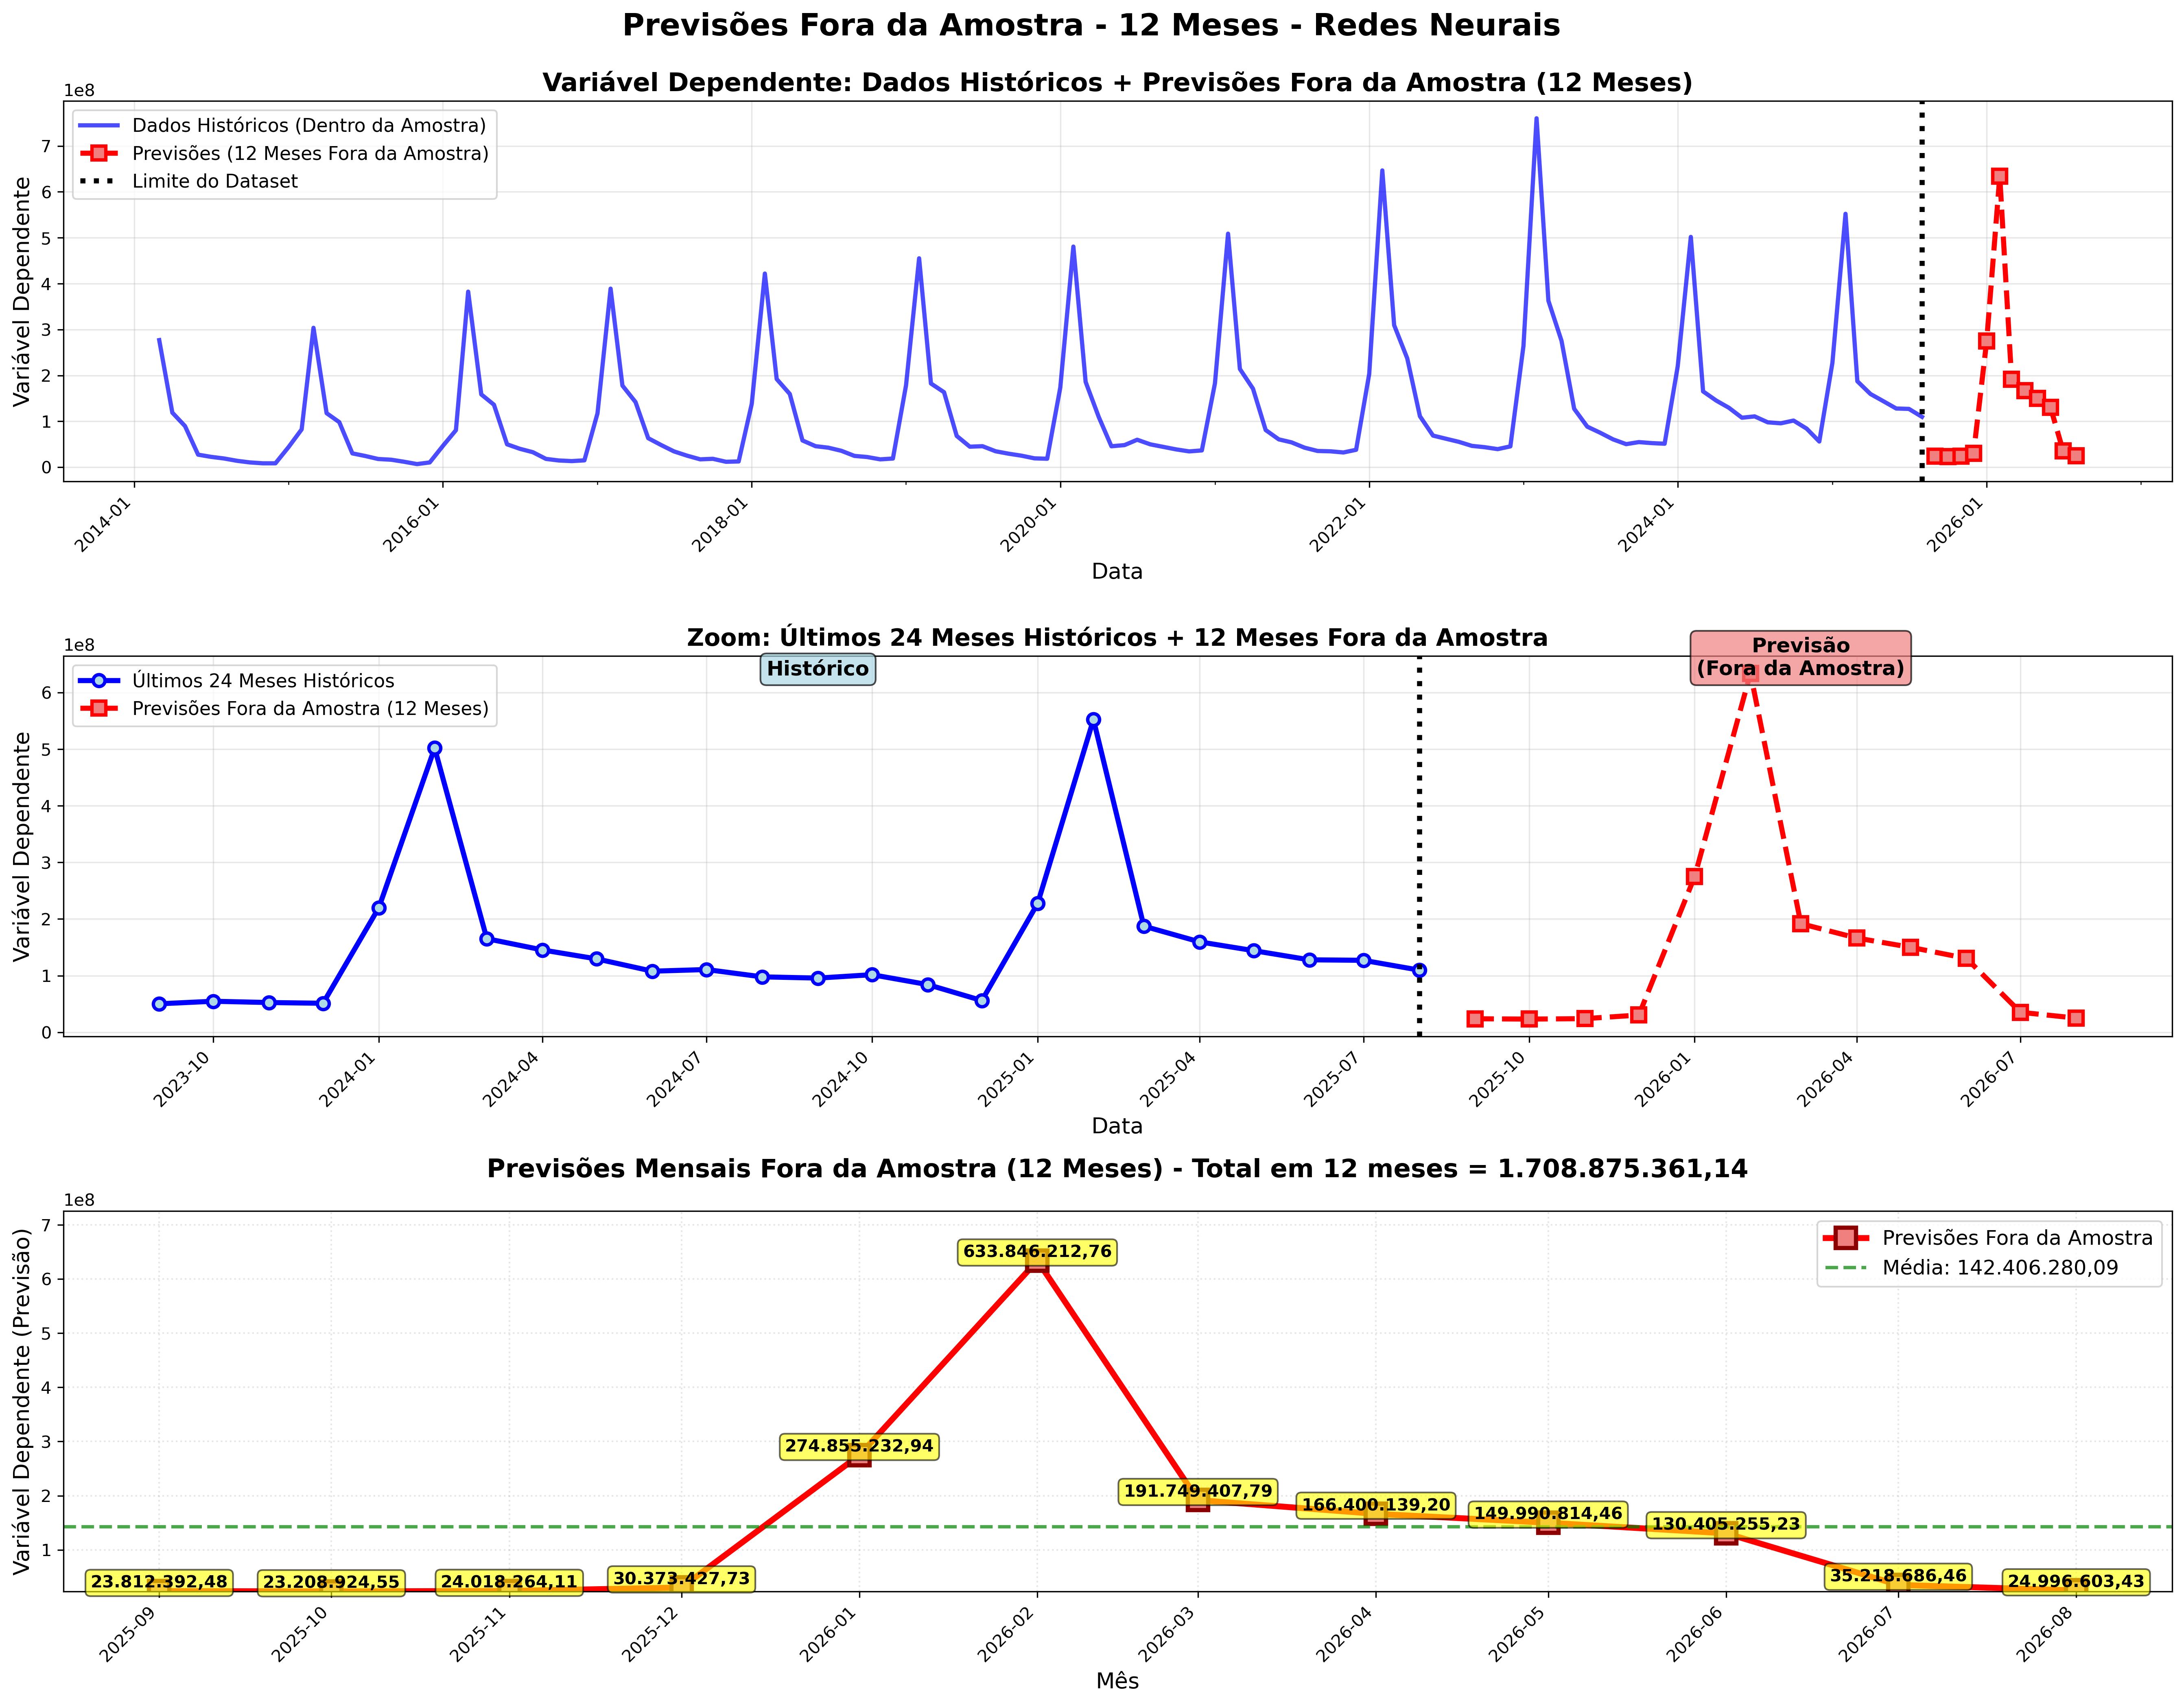 Previsões Fora da Amostra - 12 Meses - Redes Neurais
Variável Dependente: Dados Históricos + Previsões Fora da Amostra (12 Meses)
1e8
Dados Históricos (Dentro da Amostra)
Previsões (12 Meses Fora da Amostra)
Limite do Dataset
Variável Dependente
7
6
5
4
3
2
1
0
2014-01
2016-01
2018-01
2020-01
2022-01
2024-01
2026-01
Data
Zoom: Últimos 24 Meses Históricos + 12 Meses Fora da Amostra
1e8
Últimos 24 Meses Históricos
Previsões Fora da Amostra (12 Meses)
Histórico
Previsão
(Fora da Amostra)
Variável Dependente
6
5
4
3
2
1
0
2023-10
2024-01
2024-04
2024-07
2024-10
2025-01
2025-04
2025-07
2025-10
2026-01
2026-04
2026-07
Data
Previsões Mensais Fora da Amostra (12 Meses) - Total em 12 meses = 1.708.875.361,14
1e8
Previsões Fora da Amostra
Média: 142.406.280,09
Variável Dependente (Previsão)
7
6
5
4
3
2
1
23.812.392,48
23.208.924,55
24.018.264,11
30.373.427,73
274.855.232,94
633.846.212,76
191.749.407,79
166.400.139,20
149.990.814,46
130.405.255,23
35.218.686,46
24.996.603,43
2025-09
2025-10
2025-11
2025-12
2026-01
2026-02
2026-03
2026-04
2026-05
2026-06
2026-07
2026-08
Mês